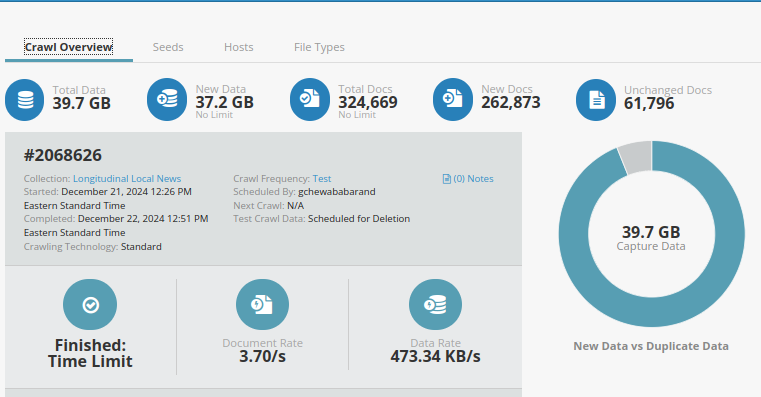 Crawl Overview Seeds Hosts File Types
Total Data New Data Total Docs New Docs Unchanged Docs
39.7 GB 37.2 GB 324,669 262,873 61,796
No Limit No Limit
#2068626
Collection: Longitudinal Local News Crawl Frequency: Test (0) Notes
Started: December 21, 2024 12:26 PM Scheduled By: gchewababarand
Eastern Standard Time Next Crawl: N/A
Completed: December 22, 2024 12:51 PM Test Crawl Data: Scheduled for Deletion
Eastern Standard Time
Crawling Technology: Standard
39.7 GB
Capture Data
Finished: Document Rate Data Rate
Time Limit 3.70/s 473.34 KB/s
New Data vs Duplicate Data